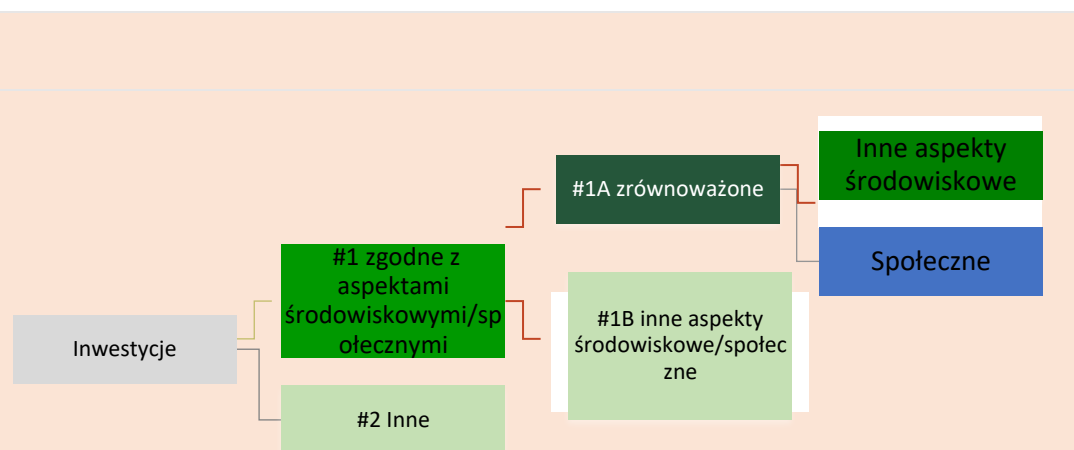 Inwestycje
#1 zgodne z
aspektami
środowiskowymi/sp
ołecznymi
#2 Inne
#1A zrównoważone
#1B inne aspekty
środowiskowe/społec
zne
Inne aspekty
środowiskowe
Społeczne